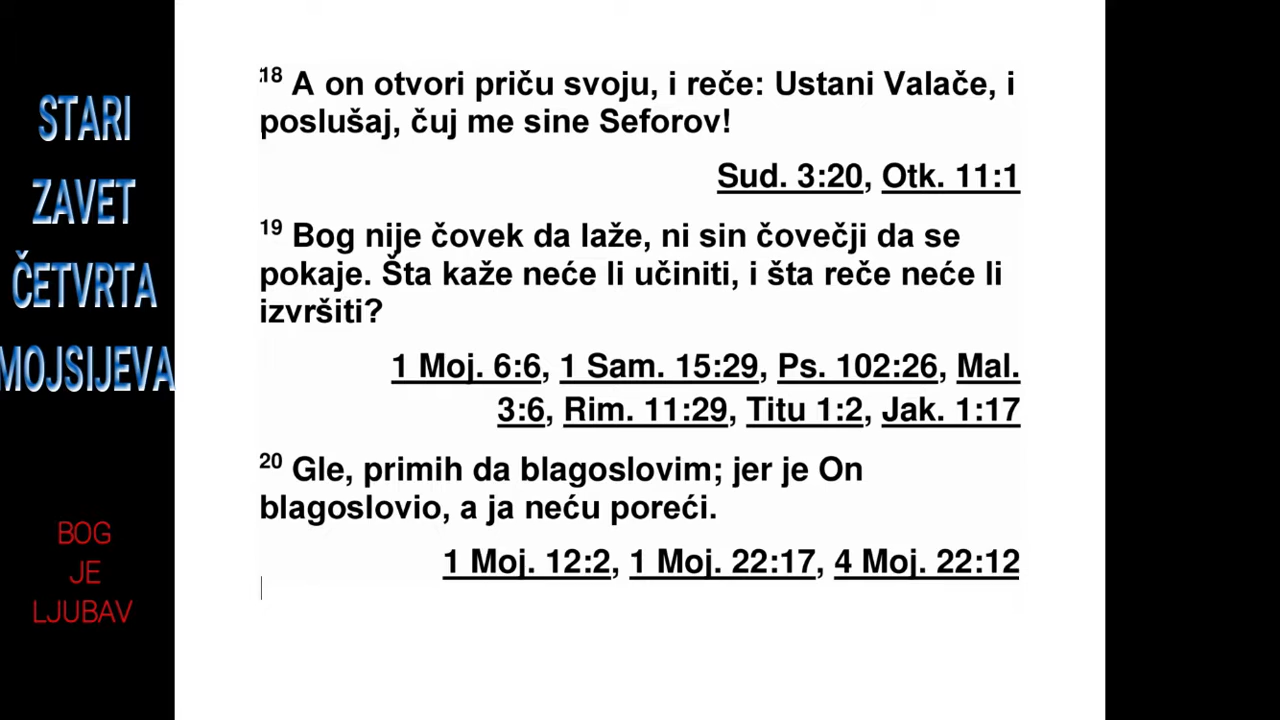 STARI
ZAVET
ČETVRTA
MOJSIJEVA
BOG
JE
LJUBAV
18 A on otvori priču svoju, i reče: Ustani Valače, i
poslušaj, čuj me sine Seforov!
Sud. 3:20, Otk. 11:1
19 Bog nije čovek da laže, ni sin čovečji da se
pokaje. Šta kaže neće li učiniti, i šta reče neće li
izvršiti?
1 Moj. 6:6, 1 Sam. 15:29, Ps. 102:26, Mal.
3:6, Rim. 11:29, Titu 1:2, Jak. 1:17
20 Gle, primih da blagoslovim; jer je On
blagoslovio, a ja neću poreći.
1 Moj. 12:2, 1 Moj. 22:17, 4 Moj. 22:12